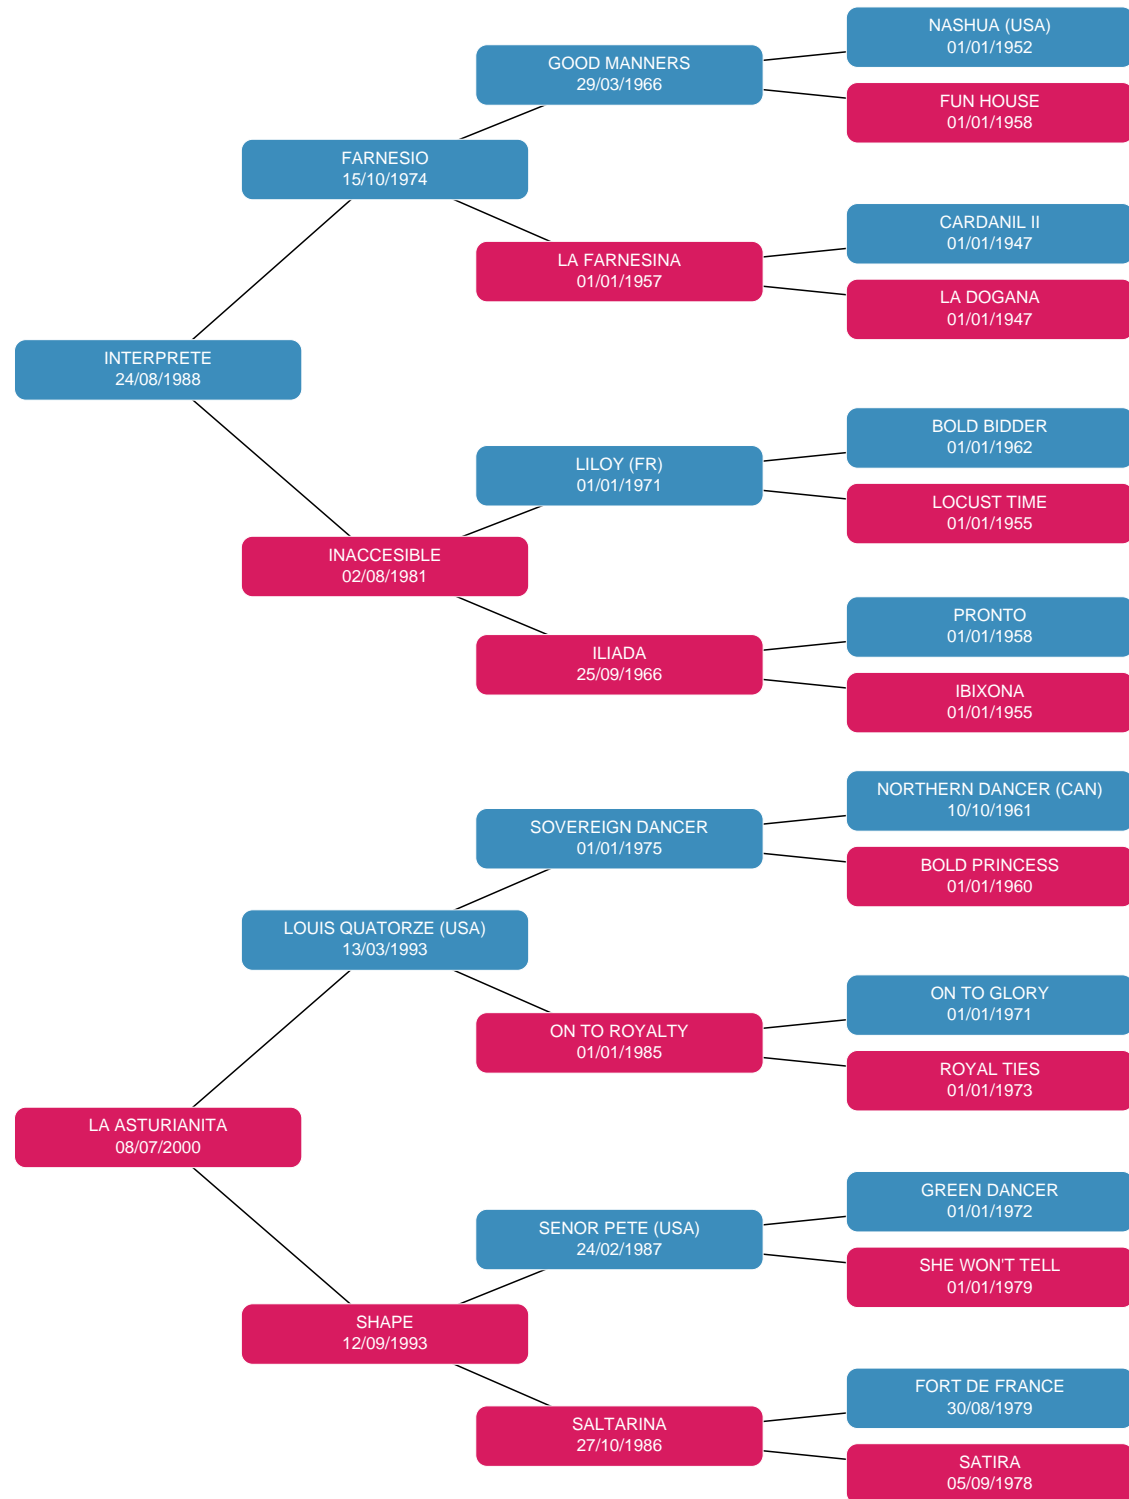 NASHUA (USA)
01/01/1952
GOOD MANNERS
29/03/1966
FUN HOUSE
01/01/1958
FARNESIO
15/10/1974
CARDANIL II
01/01/1947
LA FARNESINA
01/01/1957
LA DOGANA
01/01/1947
INTERPRETE
24/08/1988
BOLD BIDDER
01/01/1962
LILOY (FR)
01/01/1971
LOCUST TIME
01/01/1955
INACCESIBLE
02/08/1981
PRONTO
01/01/1958
ILIADA
25/09/1966
IBIXONA
01/01/1955
NORTHERN DANCER (CAN)
10/10/1961
SOVEREIGN DANCER
01/01/1975
BOLD PRINCESS
01/01/1960
LOUIS QUATORZE (USA)
13/03/1993
ON TO GLORY
01/01/1971
ON TO ROYALTY
01/01/1985
ROYAL TIES
01/01/1973
LA ASTURIANITA
08/07/2000
GREEN DANCER
01/01/1972
SENOR PETE (USA)
24/02/1987
SHE WON'T TELL
01/01/1979
SHAPE
12/09/1993
FORT DE FRANCE
30/08/1979
SALTARINA
27/10/1986
SATIRA
05/09/1978